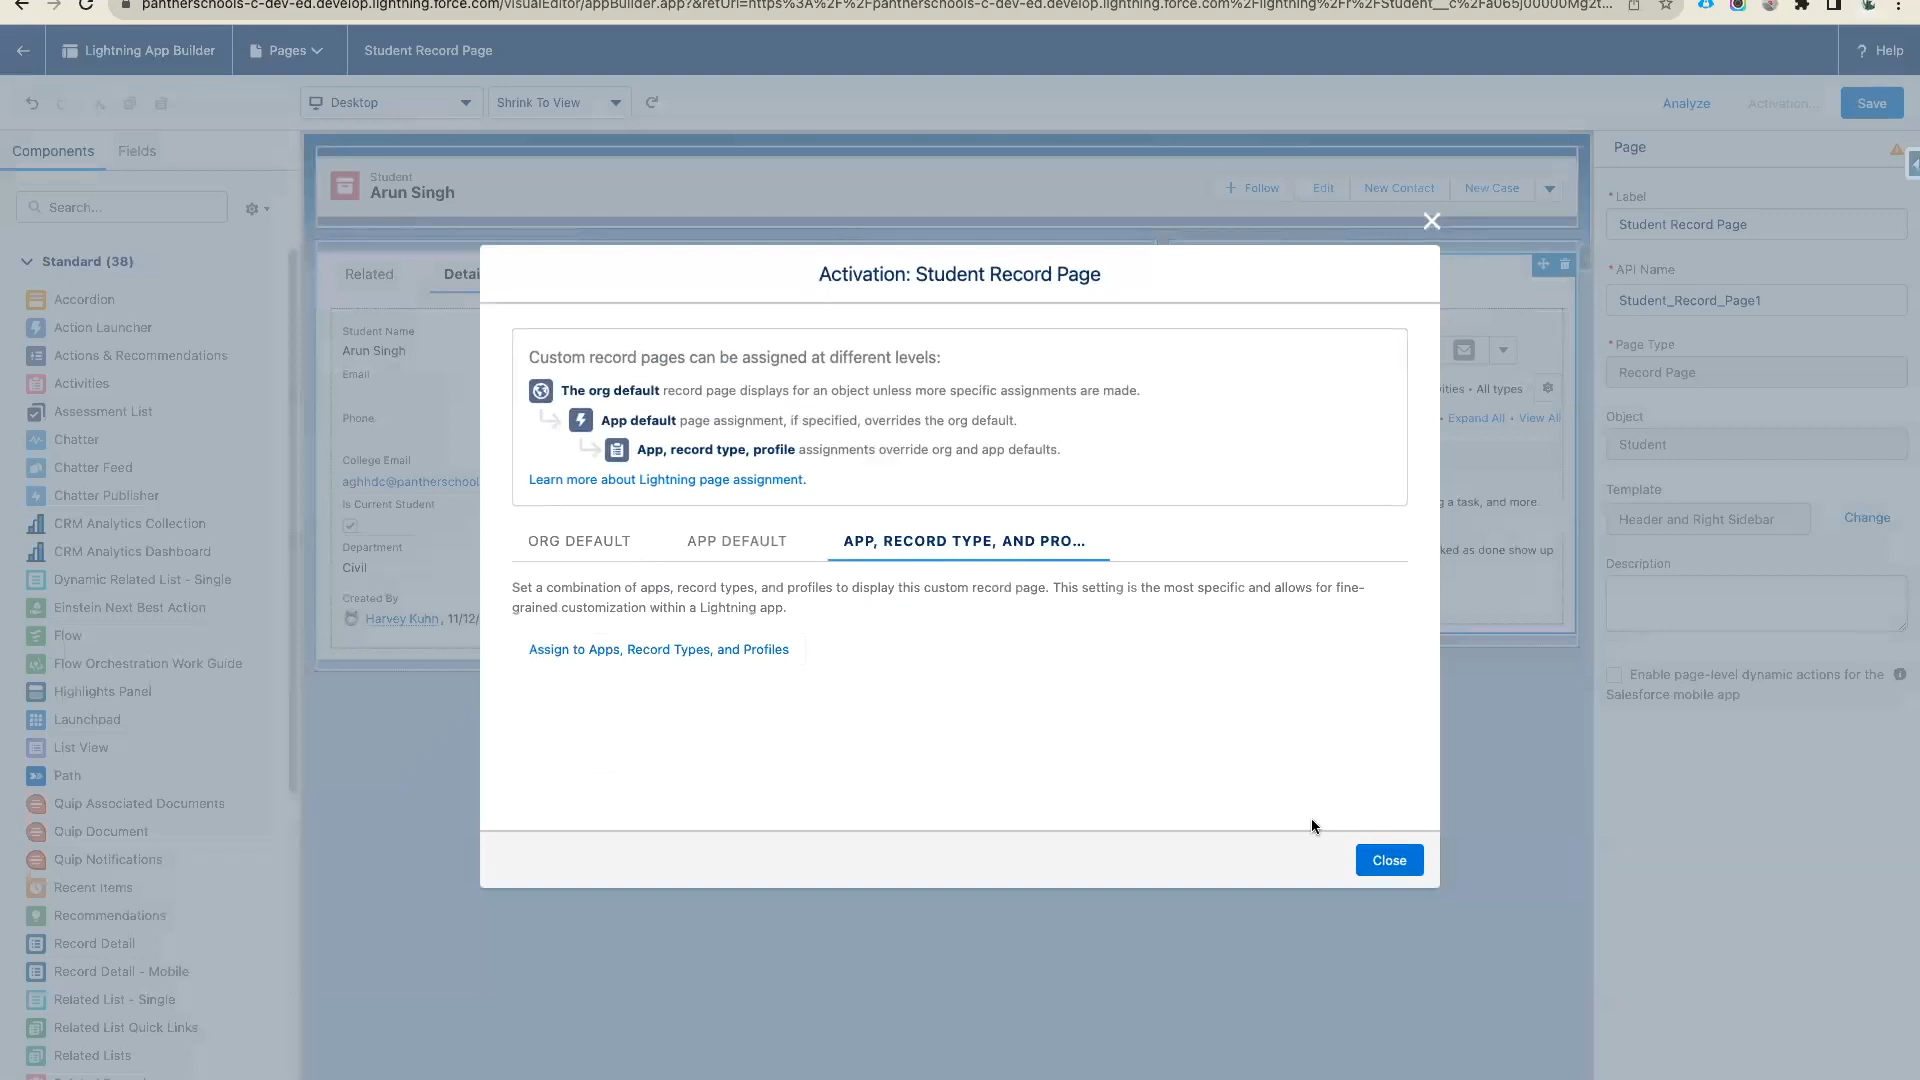 pantherschools-c-dev-ed.develop.lightning.force.com/visualEditor/appBuilder.app?&retUrl=https%3A%2F%2Fpantherschools-c-dev-ed.develop.lightning.force.com%2Flightning%2Fr%2FStudent__c%2Fa065j00000Mg2t...
Lightning App Builder
Pages
Student Record Page
? Help
Desktop
Shrink To View
Analyze
Activation...
Save
Components
Fields
Search...
Standard (38)
Accordion
Action Launcher
Actions & Recommendations
Activities
Assessment List
Chatter
Chatter Feed
Chatter Publisher
CRM Analytics Collection
CRM Analytics Dashboard
Dynamic Related List - Single
Einstein Next Best Action
Flow
Flow Orchestration Work Guide
Highlights Panel
Launchpad
List View
Path
Quip Associated Documents
Quip Document
Quip Notifications
Recent Items
Recommendations
Record Detail
Record Detail - Mobile
Related List - Single
Related List Quick Links
Related Lists
Student
Arun Singh
+ Follow
Edit
New Contact
New Case
Related
Detai
Student Name
Arun Singh
Email
Phone
College Email
aghhdc@pantherschool
Is Current Student
Department
Civil
Created By
Harvey Kuhn, 11/12/
Activation: Student Record Page
Custom record pages can be assigned at different levels:
The org default record page displays for an object unless more specific assignments are made.
App default page assignment, if specified, overrides the org default.
App, record type, profile assignments override org and app defaults.
Learn more about Lightning page assignment.
ORG DEFAULT
APP DEFAULT
APP, RECORD TYPE, AND PRO...
Set a combination of apps, record types, and profiles to display this custom record page. This setting is the most specific and allows for fine-
grained customization within a Lightning app.
Assign to Apps, Record Types, and Profiles
Close
ities • All types
• Expand All • View All
g a task, and more.
ked as done show up
Page
* Label
Student Record Page
* API Name
Student_Record_Page1
* Page Type
Record Page
Object
Student
Template
Header and Right Sidebar
Change
Description
Enable page-level dynamic actions for the
Salesforce mobile app